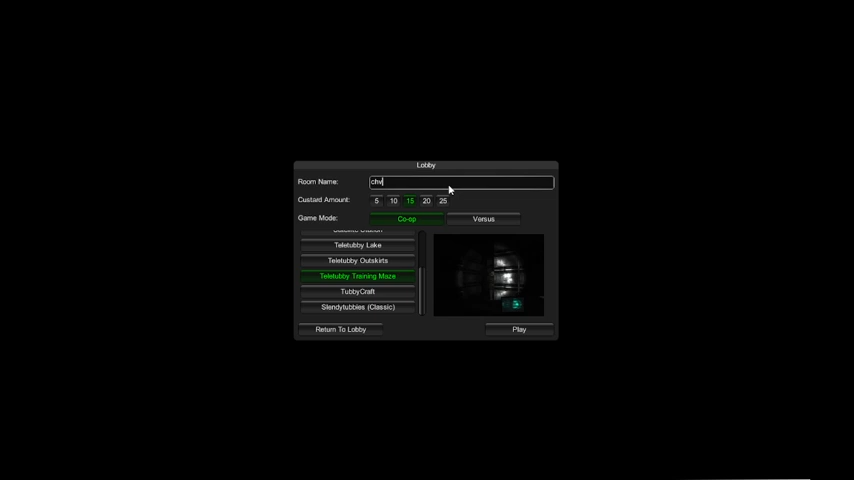 Lobby
Room Name: chv
Custard Amount: 5 10 15 20 25
Game Mode: Co-op Versus
Teletubby Lake
Teletubby Outskirts
Teletubby Training Maze
TubbyCraft
Slendytubbies (Classic)
Return To Lobby Play